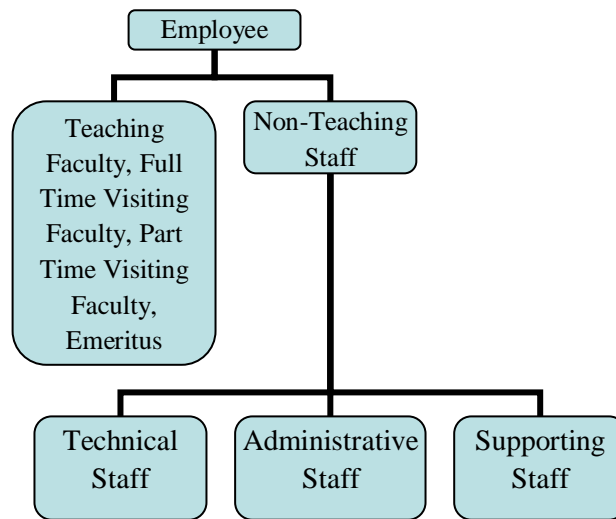 Employee
Teaching
Faculty, Full
Time Visiting
Faculty, Part
Time Visiting
Faculty,
Emeritus
Non-Teaching
Staff
Technical
Staff
Administrative
Staff
Supporting
Staff